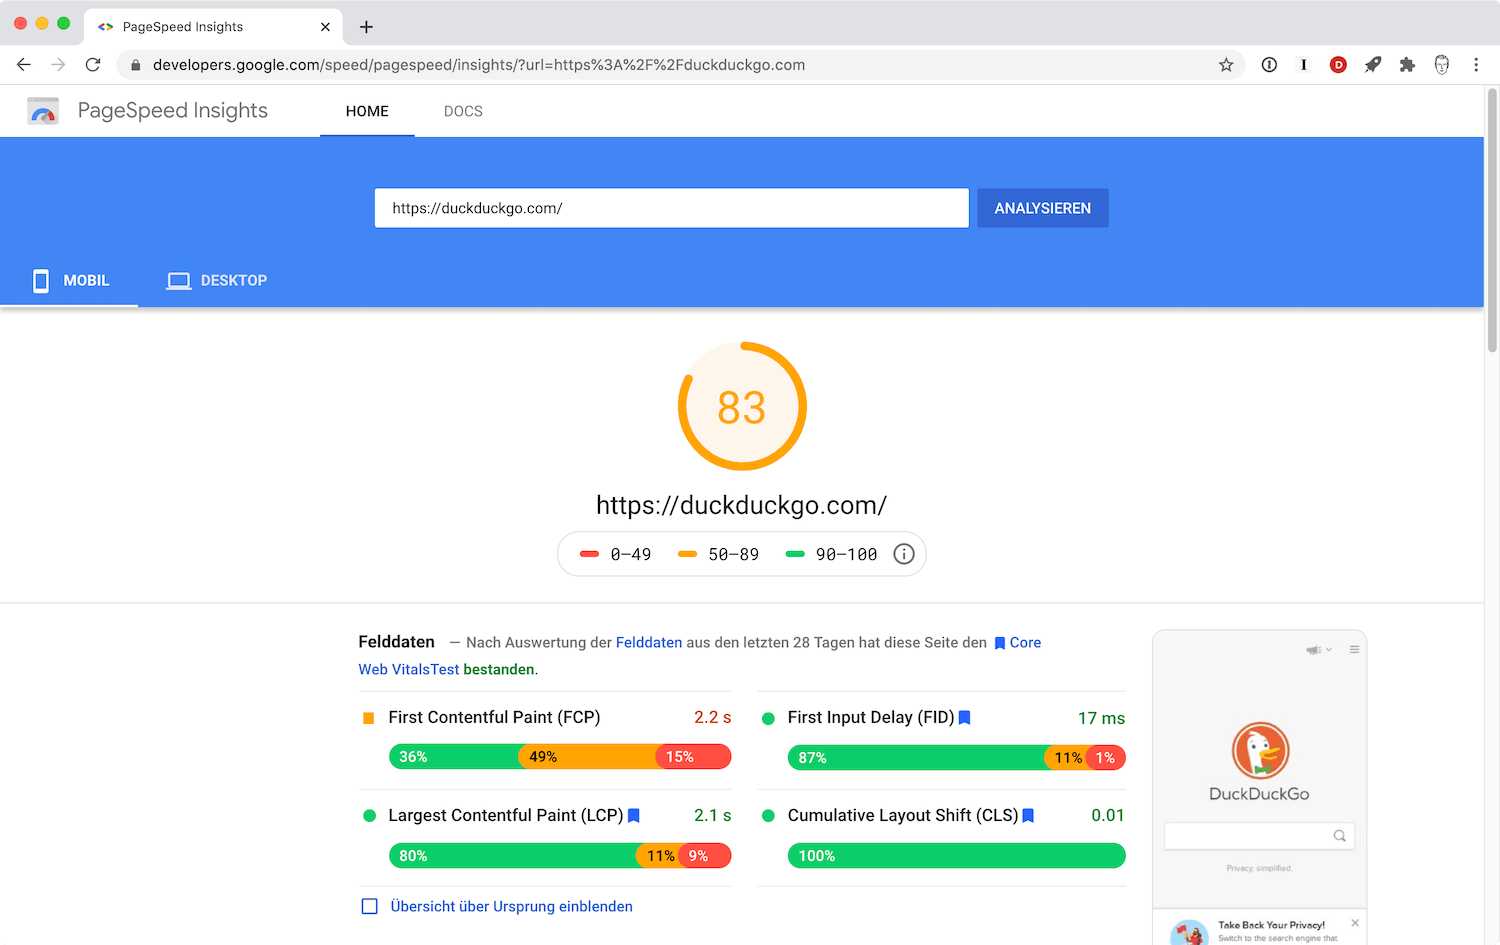 PageSpeed Insights
developers.google.com/speed/pagespeed/insights/?url=https%3A%2F%2Fduckduckgo.com
PageSpeed Insights
HOME
DOCS
https://duckduckgo.com/
ANALYSIEREN
MOBIL
DESKTOP
83
https://duckduckgo.com/
0–49
50–89
90–100
Felddaten — Nach Auswertung der Felddaten aus den letzten 28 Tagen hat diese Seite den Core
Web VitalsTest bestanden.
First Contentful Paint (FCP) 2.2 s
36% 49% 15%
First Input Delay (FID) 17 ms
87% 11% 1%
Largest Contentful Paint (LCP) 2.1 s
80% 11% 9%
Cumulative Layout Shift (CLS) 0.01
100%
Übersicht über Ursprung einblenden
DuckDuckGo
Privacy, simplified.
Take Back Your Privacy!
Switch to the search engine that